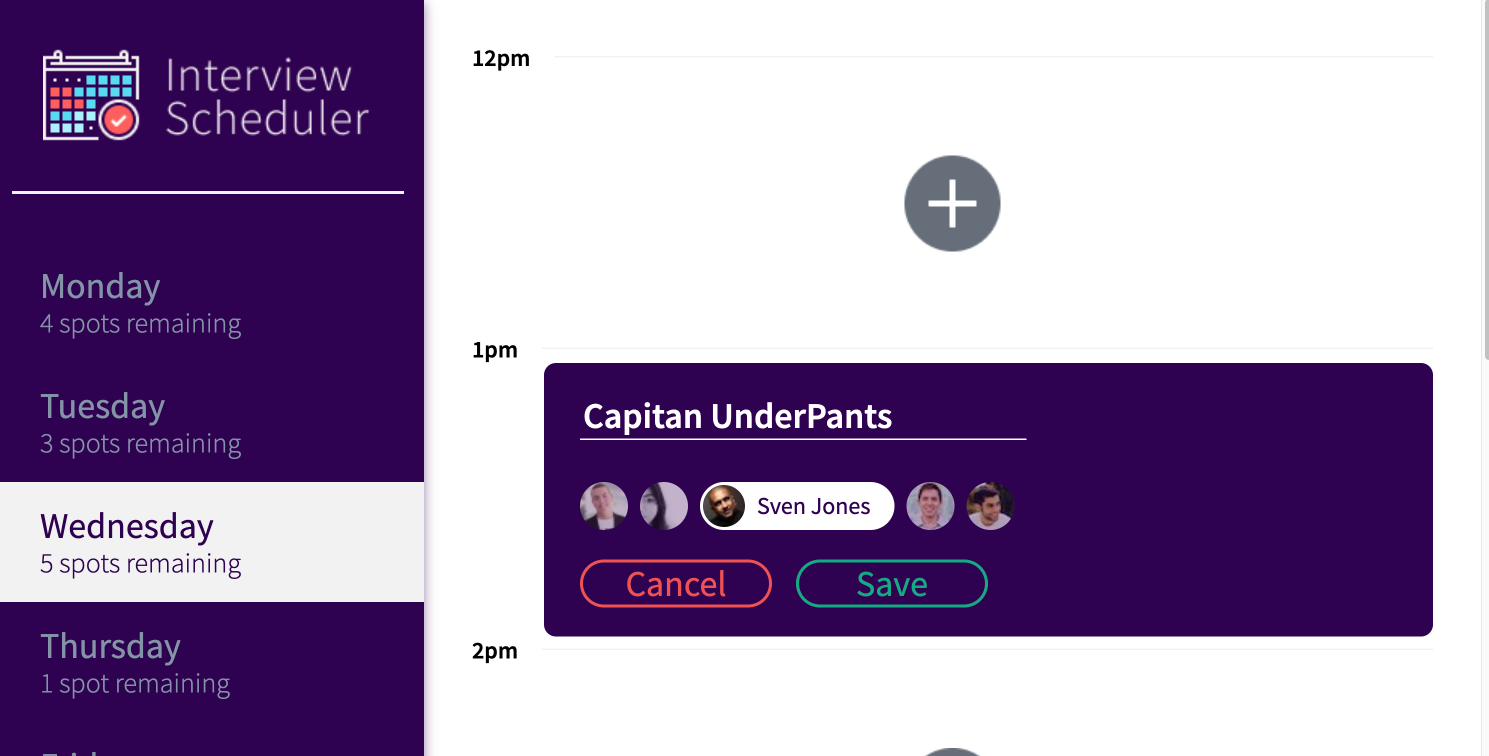 Interview
Scheduler
Monday
4 spots remaining
Tuesday
3 spots remaining
Wednesday
5 spots remaining
Thursday
1 spot remaining
12pm
1pm
Capitan UnderPants
Sven Jones
Cancel
Save
2pm